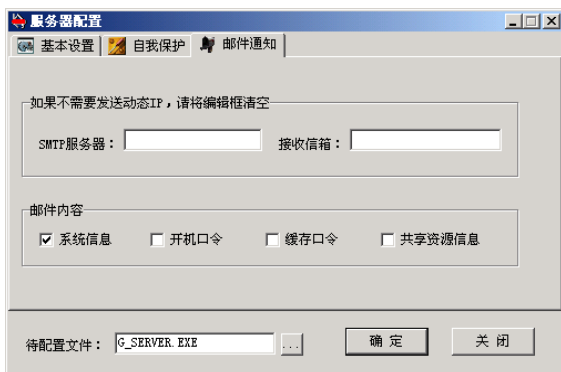 服务器配置
基本设置 自我保护 邮件通知
如果不需要发送动态IP，请将编辑框清空
SMTP服务器： 接收信箱：
邮件内容
系统信息 开机口令 缓存口令 共享资源信息
待配置文件： G_SERVER.EXE ... 确 定 关 闭